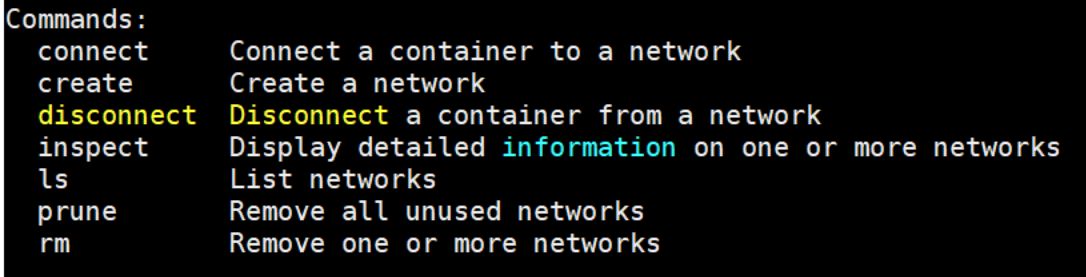 Commands:
  connect     Connect a container to a network
  create      Create a network
  disconnect  Disconnect a container from a network
  inspect     Display detailed information on one or more networks
  ls          List networks
  prune       Remove all unused networks
  rm          Remove one or more networks